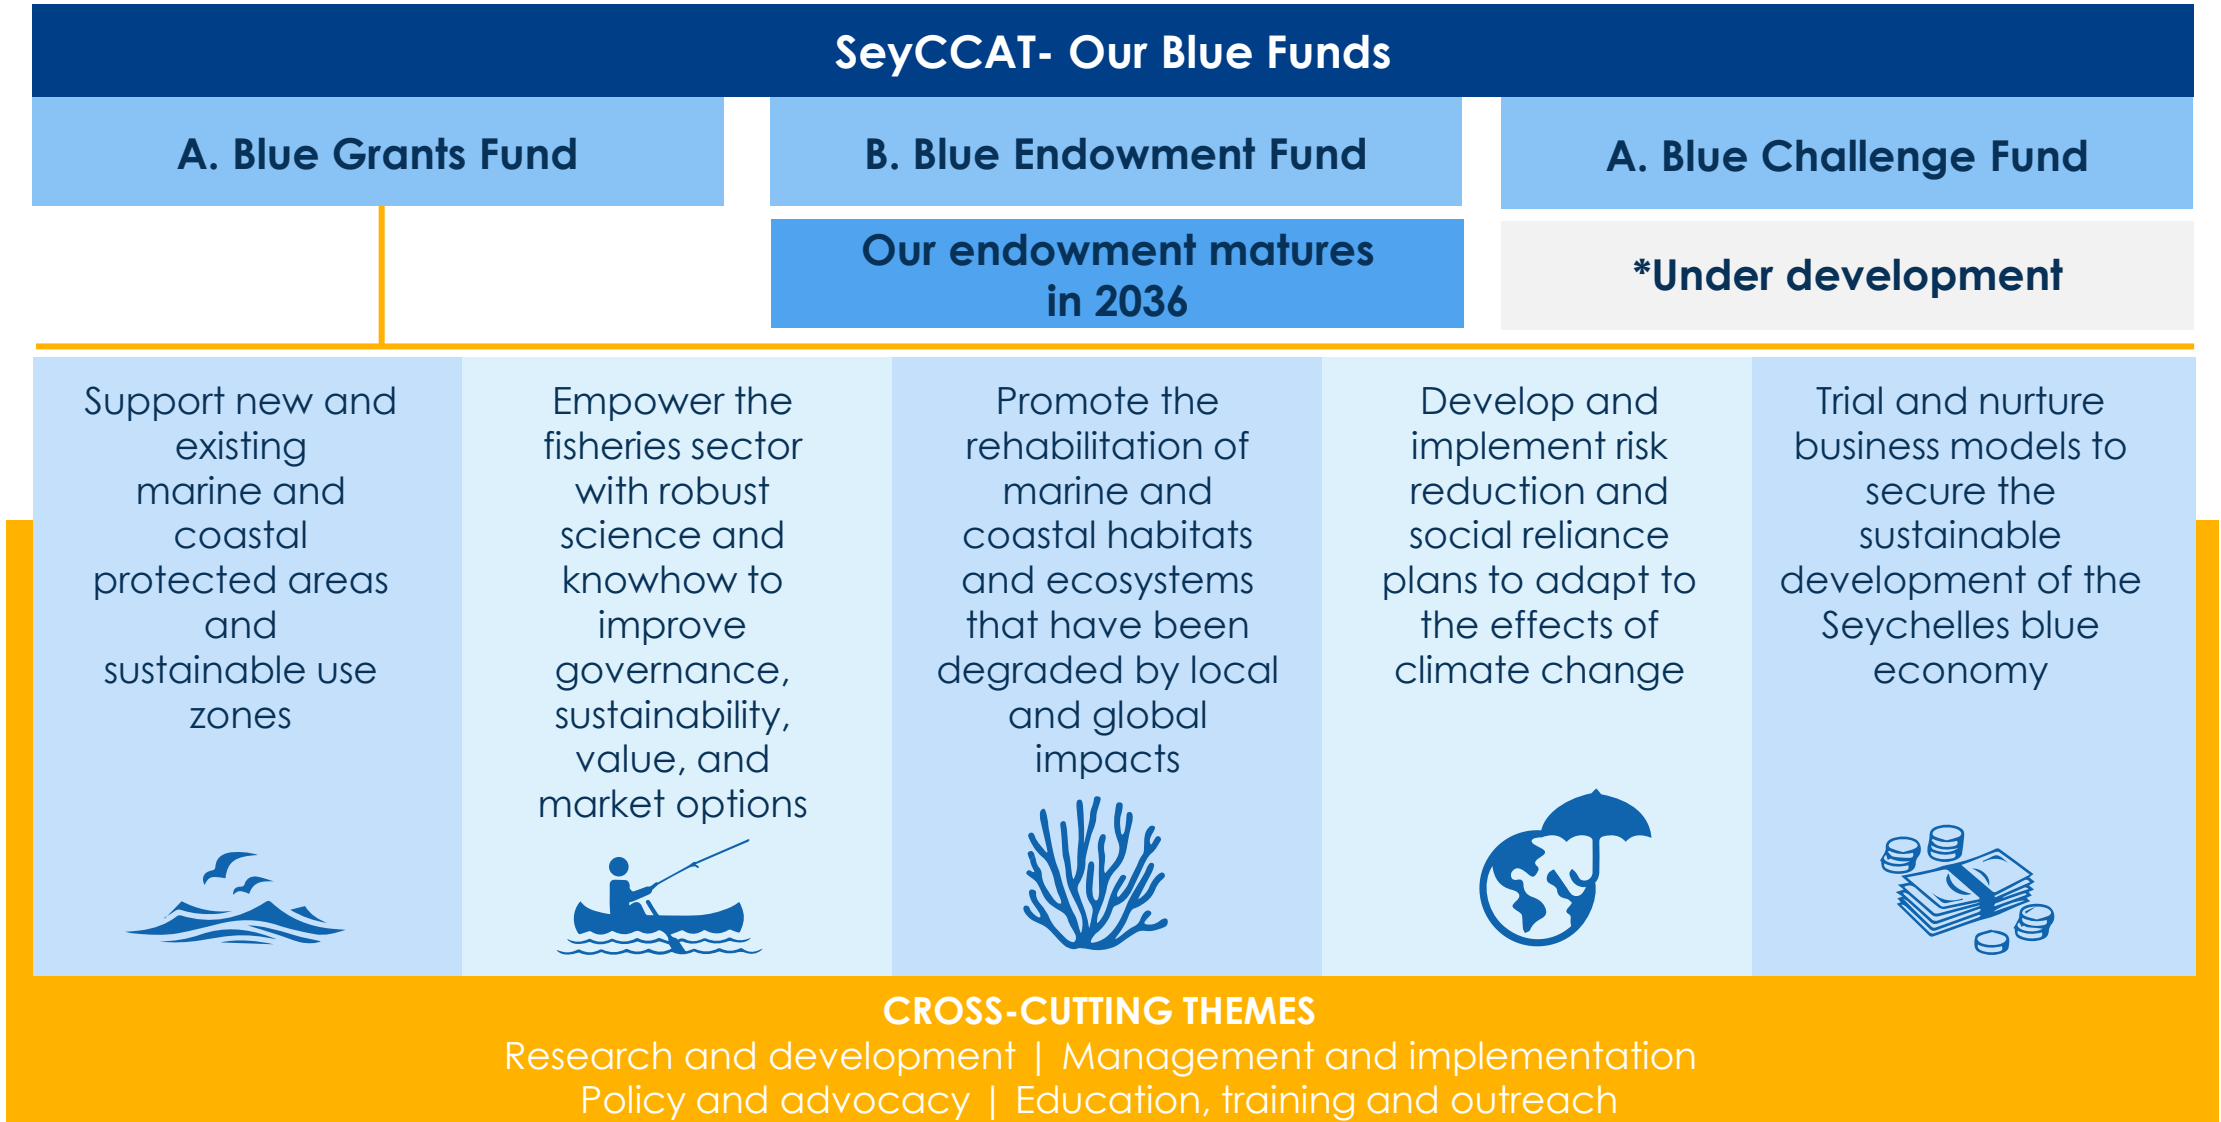 SeyCCAT- Our Blue Funds
A. Blue Grants Fund
B. Blue Endowment Fund
Our endowment matures
in 2036
A. Blue Challenge Fund
*Under development
Support new and
existing
marine and
coastal
protected areas
and
sustainable use
zones
Empower the
fisheries sector
with robust
science and
knowhow to
improve
governance,
sustainability,
value, and
market options
Promote the
rehabilitation of
marine and
coastal habitats
and ecosystems
that have been
degraded by local
and global
impacts
Develop and
implement risk
reduction and
social reliance
plans to adapt to
the effects of
climate change
Trial and nurture
business models to
secure the
sustainable
development of the
Seychelles blue
economy
CROSS-CUTTING THEMES
Research and development | Management and implementation
Policy and advocacy | Education, training and outreach